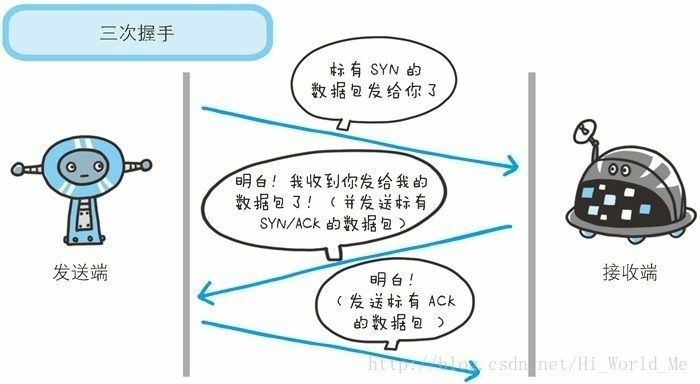 三次握手
标有 SYN 的
数据包发给你了
明白！我收到你发给我的
数据包了！（并发送标有
SYN/ACK的数据包）
发送端
接收端
明白！
（发送标有 ACK
的数据包）
http://blog.csdn.net/Hi_World_Me